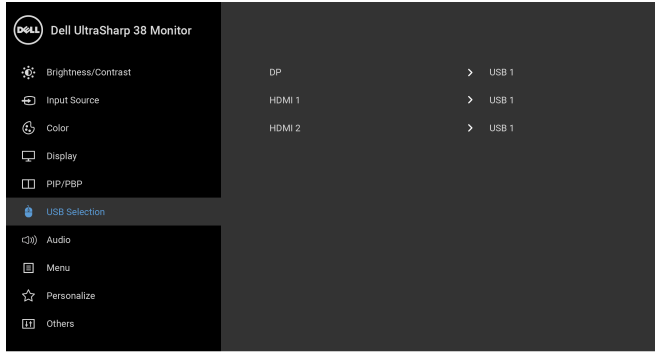 DELL Dell UltraSharp 38 Monitor
Brightness/Contrast
Input Source
Color
Display
PIP/PBP
USB Selection
Audio
Menu
Personalize
Others
DP USB 1
HDMI 1 USB 1
HDMI 2 USB 1